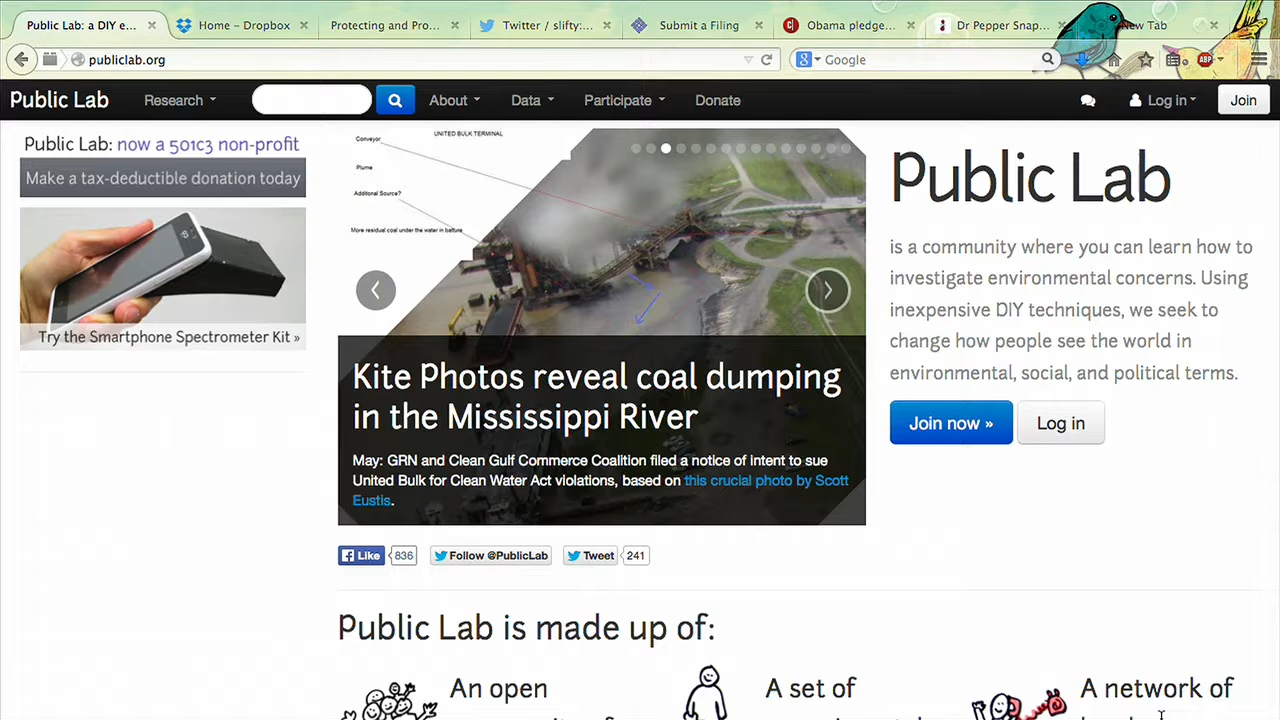 Public Lab: a DIY e...
Home – Dropbox
Protecting and Pro...
Twitter / slifty:...
Submit a Filing
Obama pledge...
Dr Pepper Snap...
New Tab
publiclab.org
Google
ABP
Public Lab
Research
About
Data
Participate
Donate
Log in
Join
Public Lab: now a 501c3 non-profit
Make a tax-deductible donation today
Try the Smartphone Spectrometer Kit »
Conveyor
UNITED BULK TERMINAL
Plume
Additonal Source?
More residual coal under the water in batture
Kite Photos reveal coal dumping
in the Mississippi River
May: GRN and Clean Gulf Commerce Coalition filed a notice of intent to sue
United Bulk for Clean Water Act violations, based on this crucial photo by Scott
Eustis.
Like 836
Follow @PublicLab
Tweet 241
Public Lab
is a community where you can learn how to
investigate environmental concerns. Using
inexpensive DIY techniques, we seek to
change how people see the world in
environmental, social, and political terms.
Join now »
Log in
Public Lab is made up of:
An open
A set of
A network of